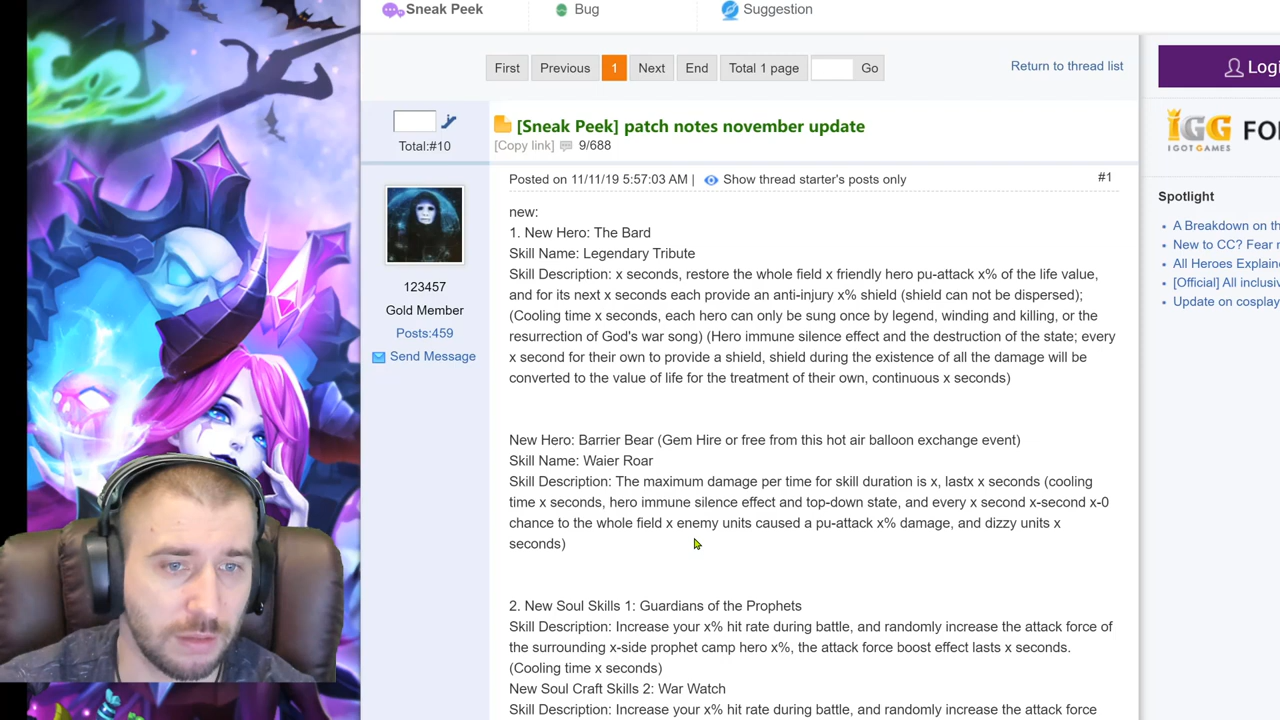 Sneak Peek
Bug
Suggestion
First
Previous
1
Next
End
Total 1 page
Go
Return to thread list
Total:#10
[Sneak Peek] patch notes november update
[Copy link] 9/688
Posted on 11/11/19 5:57:03 AM | Show thread starter's posts only
#1
123457
Gold Member
Posts:459
Send Message
new:
1. New Hero: The Bard
Skill Name: Legendary Tribute
Skill Description: x seconds, restore the whole field x friendly hero pu-attack x% of the life value,
and for its next x seconds each provide an anti-injury x% shield (shield can not be dispersed);
(Cooling time x seconds, each hero can only be sung once by legend, winding and killing, or the
resurrection of God's war song) (Hero immune silence effect and the destruction of the state; every
x second for their own to provide a shield, shield during the existence of all the damage will be
converted to the value of life for the treatment of their own, continuous x seconds)
New Hero: Barrier Bear (Gem Hire or free from this hot air balloon exchange event)
Skill Name: Waier Roar
Skill Description: The maximum damage per time for skill duration is x, lastx x seconds (cooling
time x seconds, hero immune silence effect and top-down state, and every x second x-second x-0
chance to the whole field x enemy units caused a pu-attack x% damage, and dizzy units x
seconds)
2. New Soul Skills 1: Guardians of the Prophets
Skill Description: Increase your x% hit rate during battle, and randomly increase the attack force of
the surrounding x-side prophet camp hero x%, the attack force boost effect lasts x seconds.
(Cooling time x seconds)
New Soul Craft Skills 2: War Watch
Skill Description: Increase your x% hit rate during battle, and randomly increase the attack force
Logi
IGG FO
I GOT GAMES
Spotlight
A Breakdown on th
New to CC? Fear n
All Heroes Explaine
[Official] All inclusiv
Update on cosplay